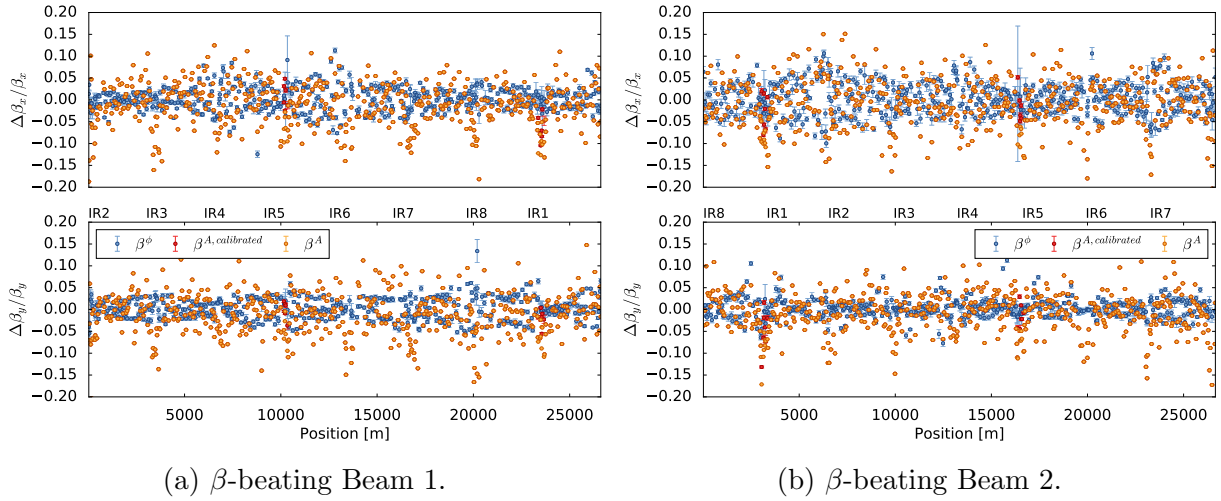 0.20
0.15
0.10
0.05
0.00
−0.05
−0.10
−0.15
−0.20
Δβx/βx
0.20
0.15
0.10
0.05
0.00
−0.05
−0.10
−0.15
−0.20
Δβx/βx
IR2 IR3 IR4 IR5 IR6 IR7 IR8 IR1
IR8 IR1 IR2 IR3 IR4 IR5 IR6 IR7
0.20
0.15
0.10
0.05
0.00
−0.05
−0.10
−0.15
−0.20
Δβy/βy
β^ϕ β^A,calibrated β^A
5000 10000 15000 20000 25000
Position [m]
0.20
0.15
0.10
0.05
0.00
−0.05
−0.10
−0.15
−0.20
Δβy/βy
β^ϕ β^A,calibrated β^A
5000 10000 15000 20000 25000
Position [m]
(a) β-beating Beam 1.
(b) β-beating Beam 2.